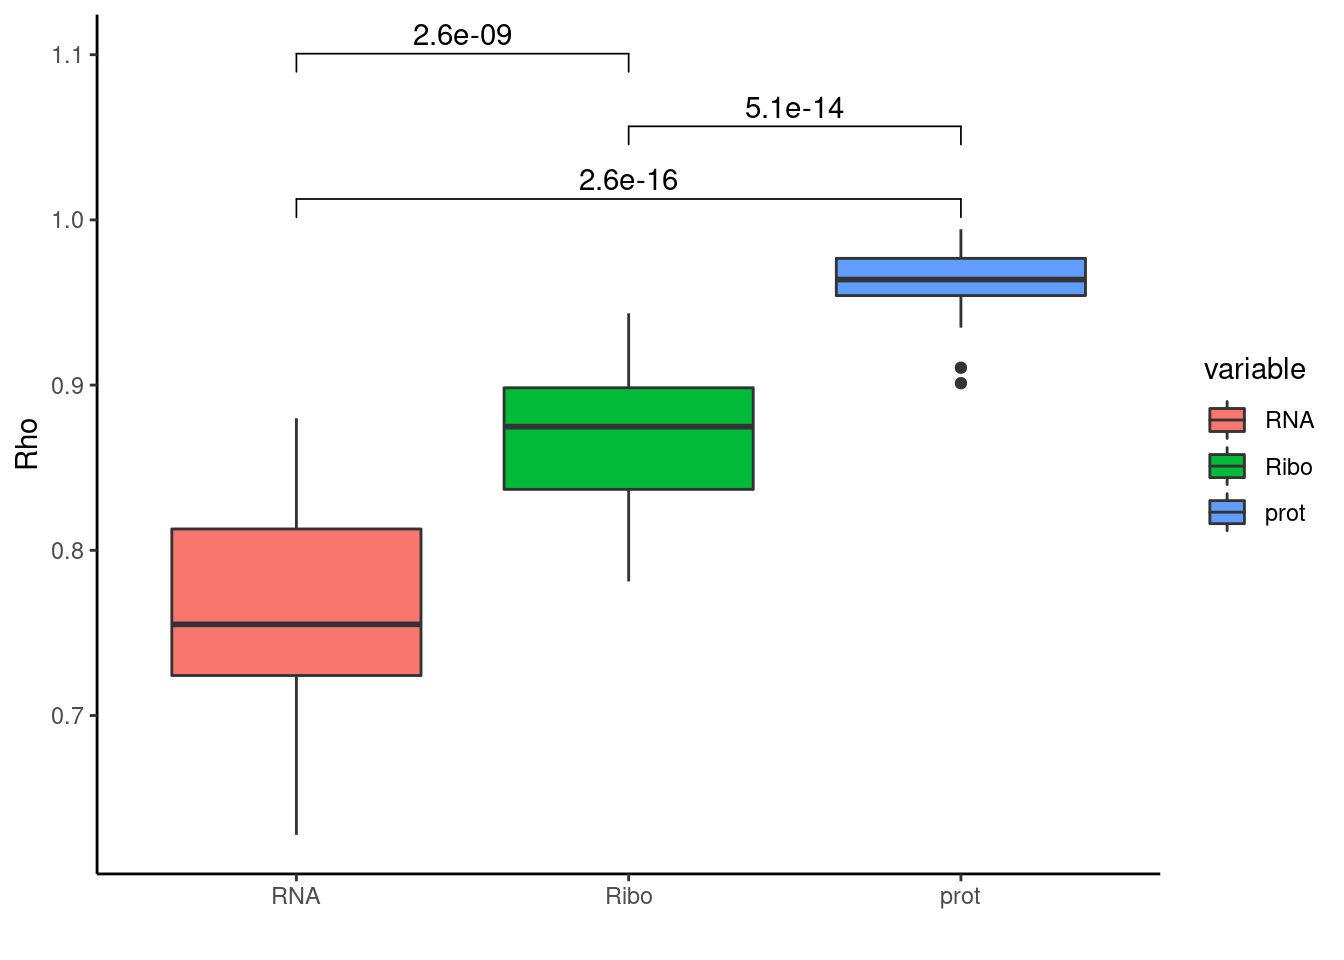 2.6e-09
5.1e-14
2.6e-16
1.1
1.0
0.9
0.8
0.7
Rho
RNA
Ribo
prot
variable
RNA
Ribo
prot